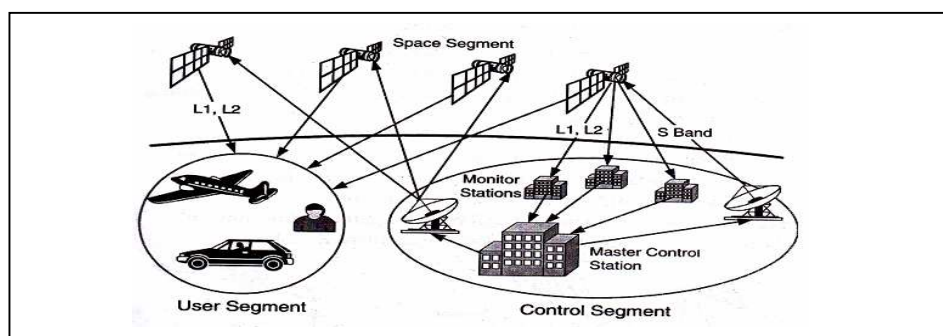 Space Segment
L1, L2
L1, L2
S Band
Monitor
Stations
Master Control
Station
User Segment
Control Segment